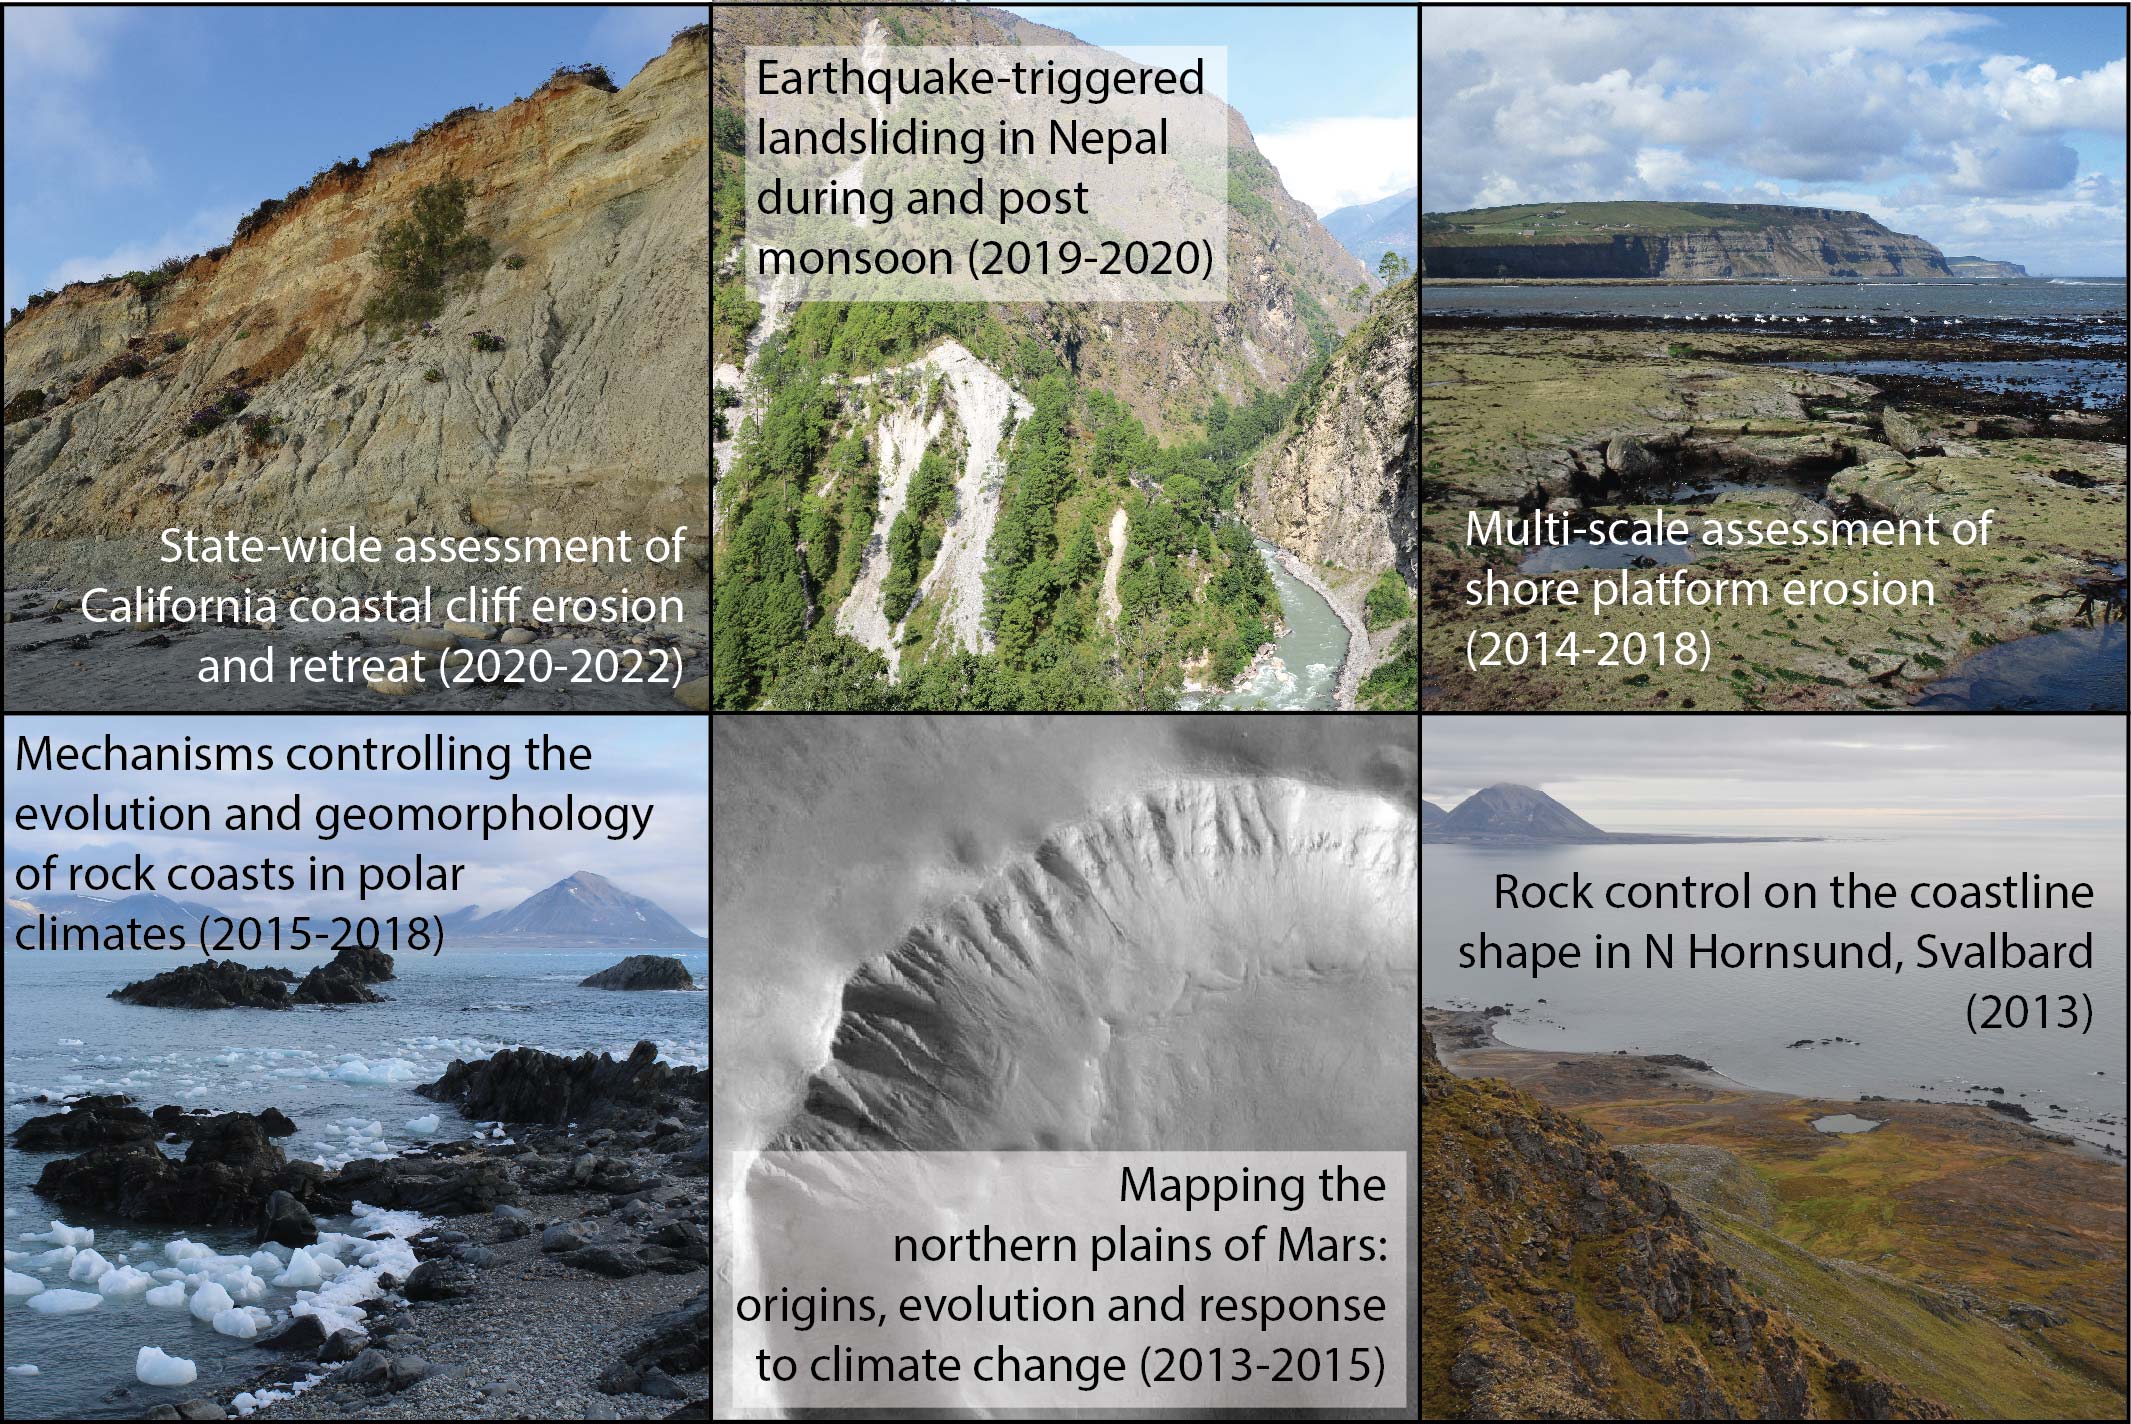 State-wide assessment of
California coastal cliff erosion
and retreat (2020-2022)
Earthquake-triggered
landsliding in Nepal
during and post
monsoon (2019-2020)
Multi-scale assessment of
shore platform erosion
(2014-2018)
Mechanisms controlling the
evolution and geomorphology
of rock coasts in polar
climates (2015-2018)
Mapping the
northern plains of Mars:
origins, evolution and response
to climate change (2013-2015)
Rock control on the coastline
shape in N Hornsund, Svalbard
(2013)